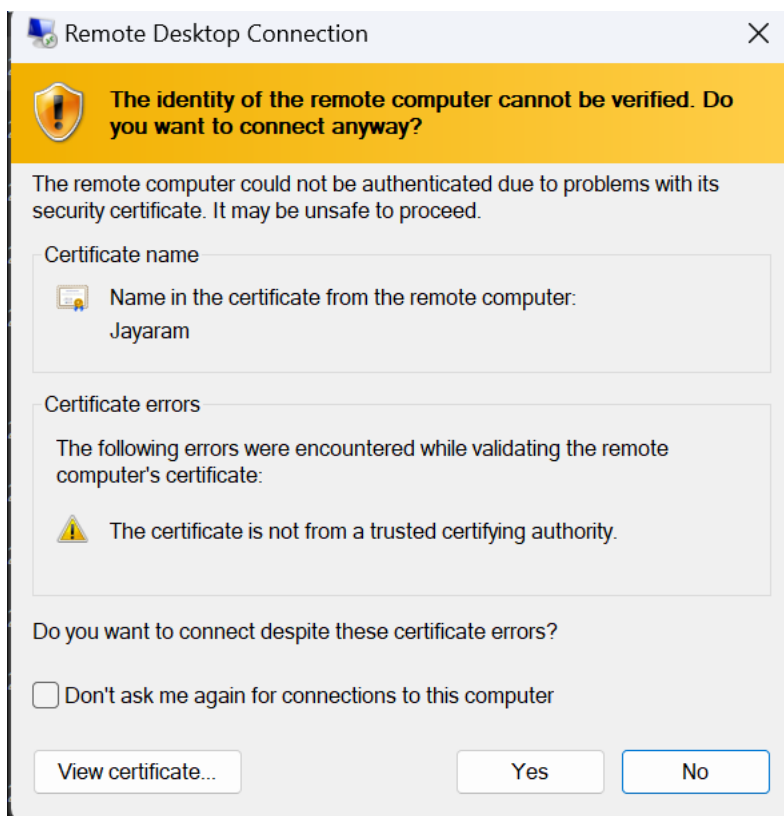 Remote Desktop Connection
The identity of the remote computer cannot be verified. Do
you want to connect anyway?
The remote computer could not be authenticated due to problems with its
security certificate. It may be unsafe to proceed.
Certificate name
Name in the certificate from the remote computer:
Jayaram
Certificate errors
The following errors were encountered while validating the remote
computer's certificate:
The certificate is not from a trusted certifying authority.
Do you want to connect despite these certificate errors?
Don't ask me again for connections to this computer
View certificate... Yes No